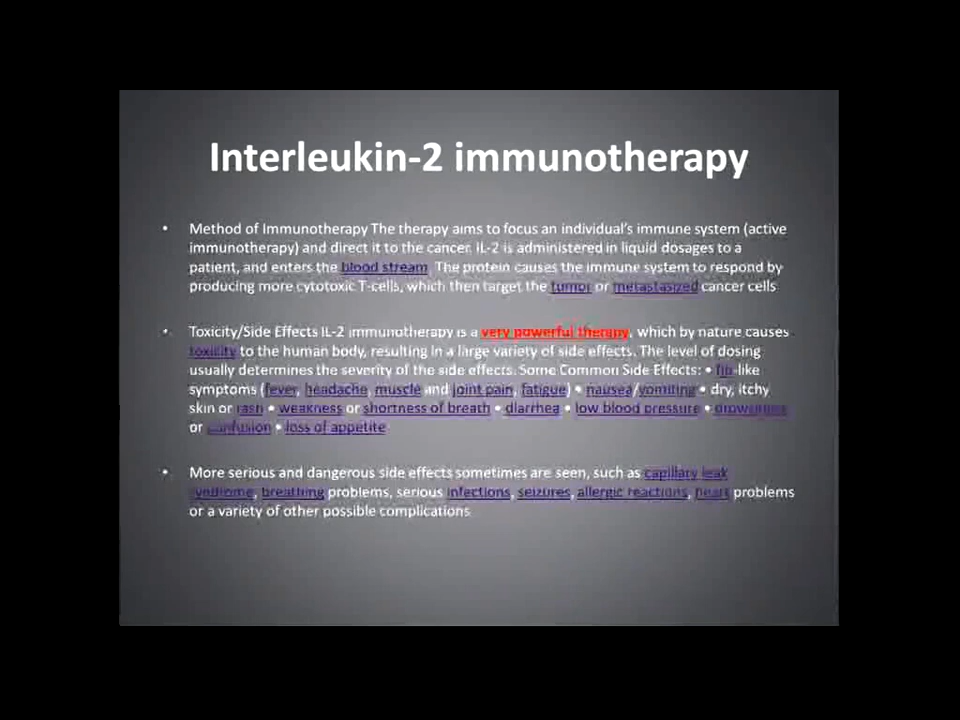 Interleukin-2 immunotherapy
• Method of Immunotherapy The therapy aims to focus an individual's immune system (active
immunotherapy) and direct it to the cancer. IL-2 is administered in liquid dosages to a
patient, and enters the blood stream. The protein causes the immune system to respond by
producing more cytotoxic T-cells, which then target the tumor or metastasized cancer cells
• Toxicity/Side Effects IL-2 immunotherapy is a very powerful therapy, which by nature causes
toxicity to the human body, resulting in a large variety of side effects. The level of dosing
usually determines the severity of the side effects. Some Common Side Effects: • flu-like
symptoms (fever, headache, muscle and joint pain, fatigue) • nausea/vomiting • dry, itchy
skin or rash • weakness or shortness of breath • diarrhea • low blood pressure • drowsiness
or confusion • loss of appetite
• More serious and dangerous side effects sometimes are seen, such as capillary leak
syndrome, breathing problems, serious infections, seizures, allergic reactions, heart problems
or a variety of other possible complications